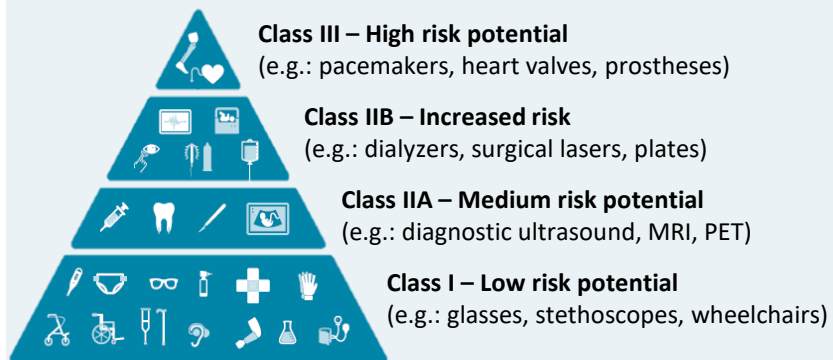 Class III – High risk potential
(e.g.: pacemakers, heart valves, prostheses)
Class IIB – Increased risk
(e.g.: dialyzers, surgical lasers, plates)
Class IIA – Medium risk potential
(e.g.: diagnostic ultrasound, MRI, PET)
Class I – Low risk potential
(e.g.: glasses, stethoscopes, wheelchairs)